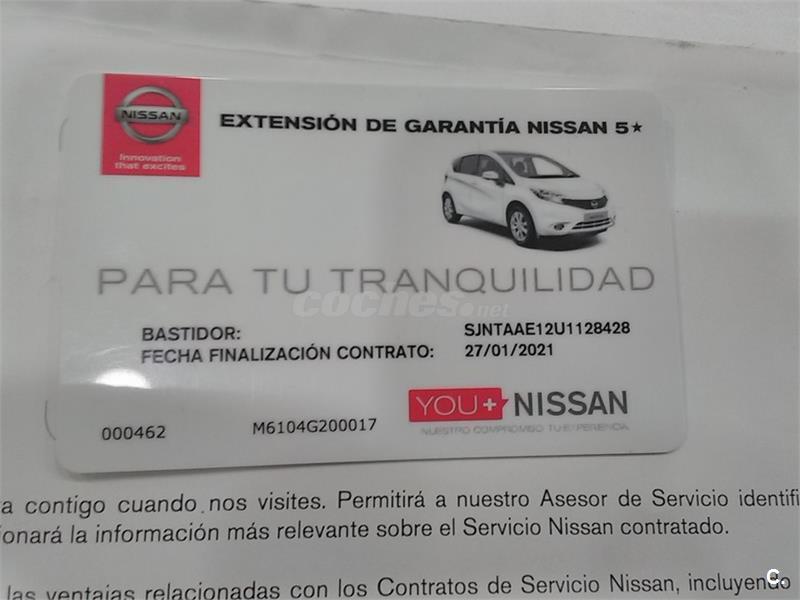 NISSAN
Innovation
that excites
EXTENSIÓN DE GARANTÍA NISSAN 5★
PARA TU TRANQUILIDAD
coches.net
BASTIDOR: SJNTAAE12U1128428
FECHA FINALIZACIÓN CONTRATO: 27/01/2021
YOU+ NISSAN
NUESTRO COMPROMISO TU EXPERIENCIA
000462 M6104G200017
a contigo cuando nos visites. Permitirá a nuestro Asesor de Servicio identifi
ionará la información más relevante sobre el Servicio Nissan contratado.
las ventajas relacionadas con los Contratos de Servicio Nissan, incluyendo
C.